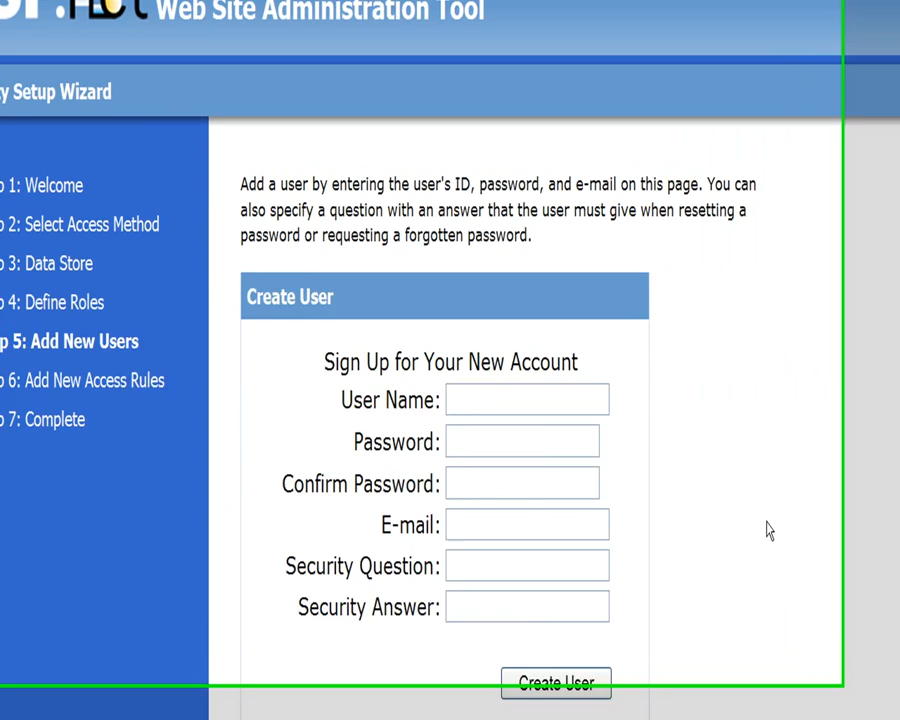 Web Site Administration Tool
y Setup Wizard
Add a user by entering the user's ID, password, and e-mail on this page. You can
also specify a question with an answer that the user must give when resetting a
password or requesting a forgotten password.
p 1: Welcome
p 2: Select Access Method
p 3: Data Store
p 4: Define Roles
p 5: Add New Users
p 6: Add New Access Rules
p 7: Complete
Create User
Sign Up for Your New Account
User Name:
Password:
Confirm Password:
E-mail:
Security Question:
Security Answer:
Create User